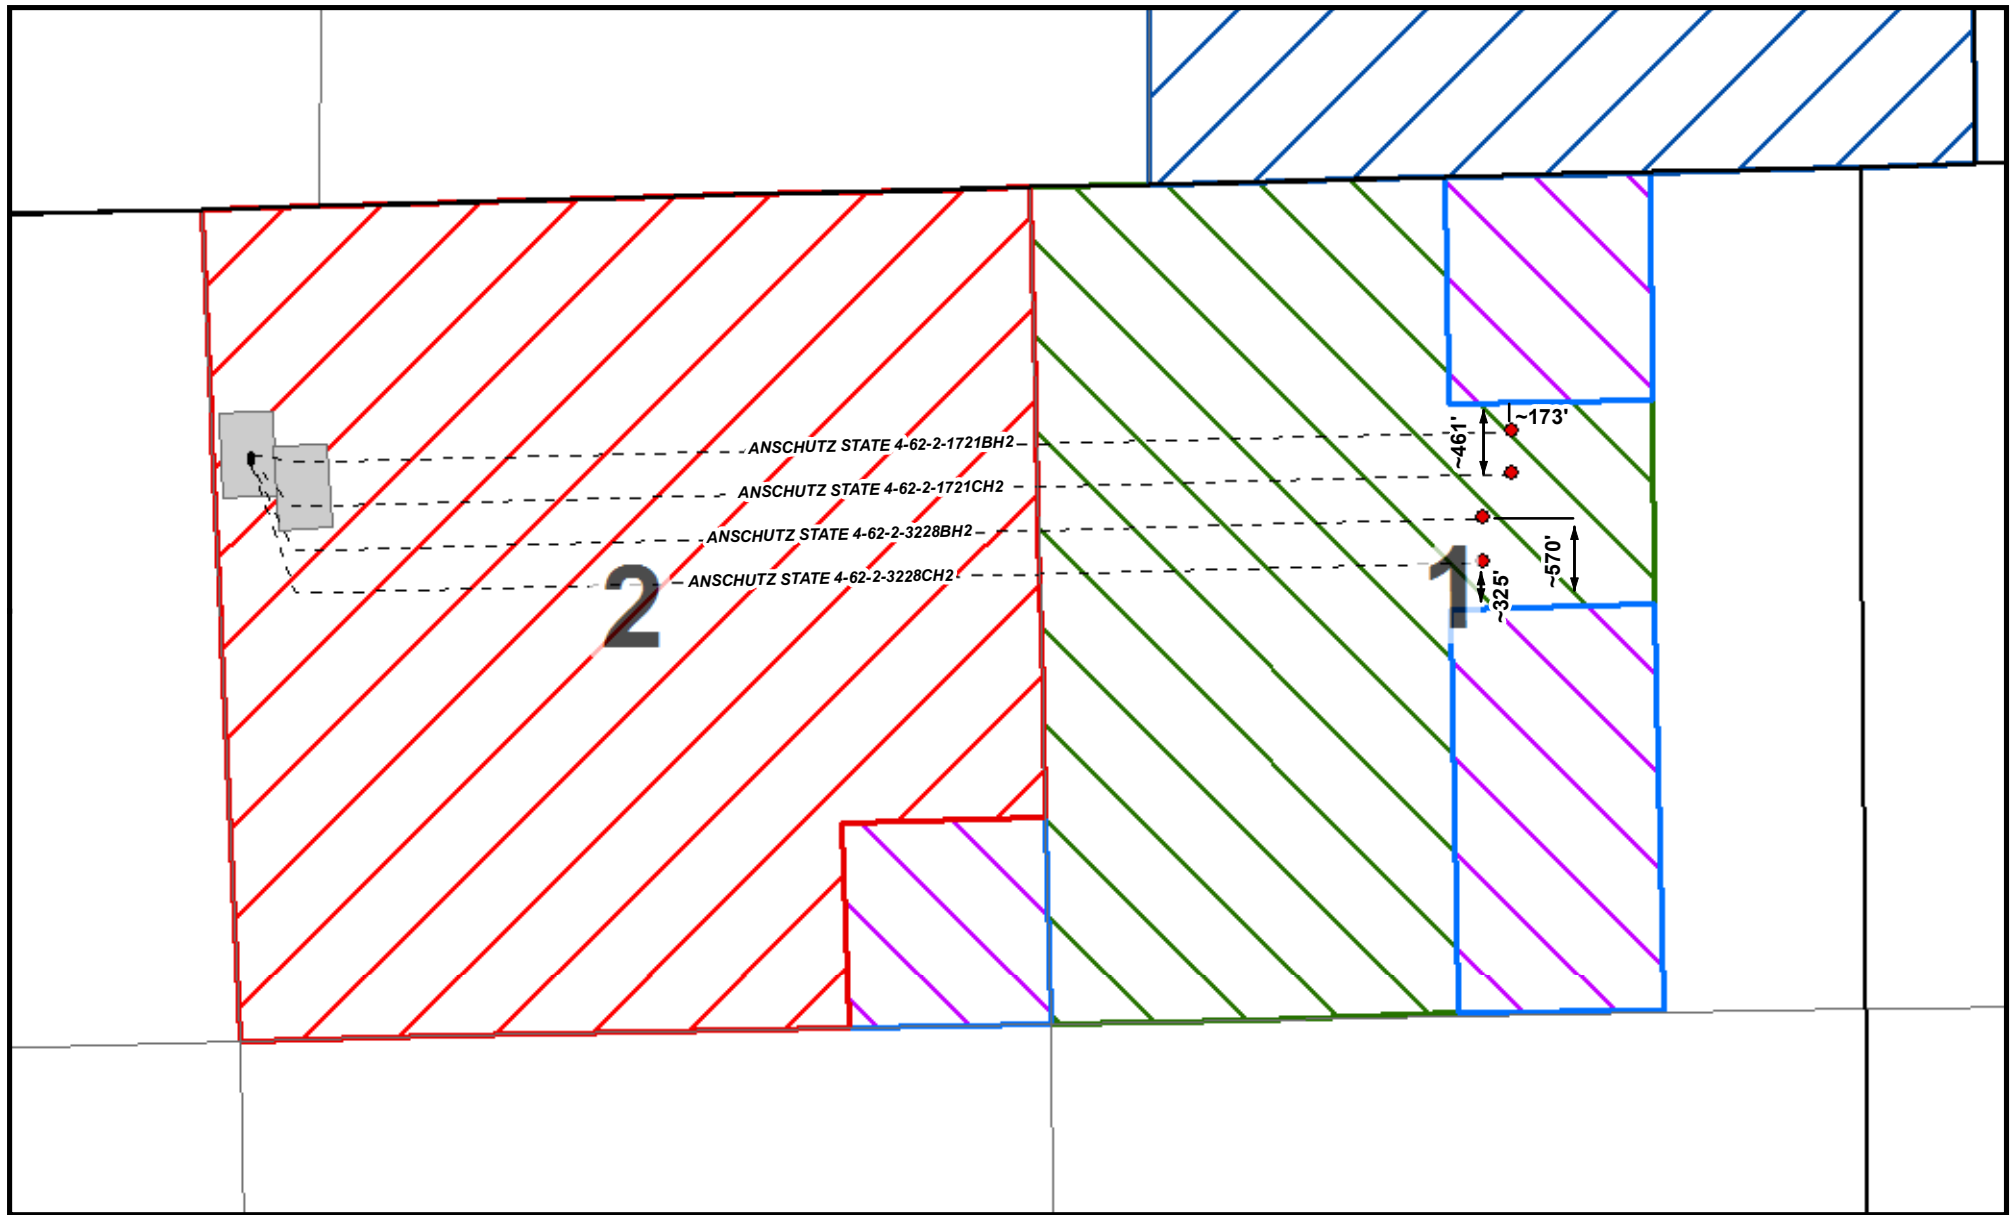 ~173'
~461'
ANSCHUTZ STATE 4-62-2-1721BH2
ANSCHUTZ STATE 4-62-2-1721CH2
ANSCHUTZ STATE 4-62-2-3228BH2
~570'
ANSCHUTZ STATE 4-62-2-3228CH2
~325'
2
1